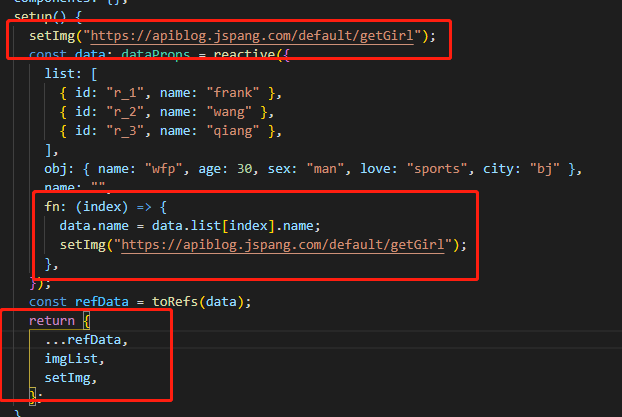 components: {},
setup() {
setImg("https://apiblog.jspang.com/default/getGirl");
const data: dataProps = reactive({
list: [
{ id: "r_1", name: "frank" },
{ id: "r_2", name: "wang" },
{ id: "r_3", name: "qiang" },
],
obj: { name: "wfp", age: 30, sex: "man", love: "sports", city: "bj" },
name: "",
fn: (index) => {
data.name = data.list[index].name;
setImg("https://apiblog.jspang.com/default/getGirl");
},
});
const refData = toRefs(data);
return {
...refData,
imgList,
setImg,
};
}